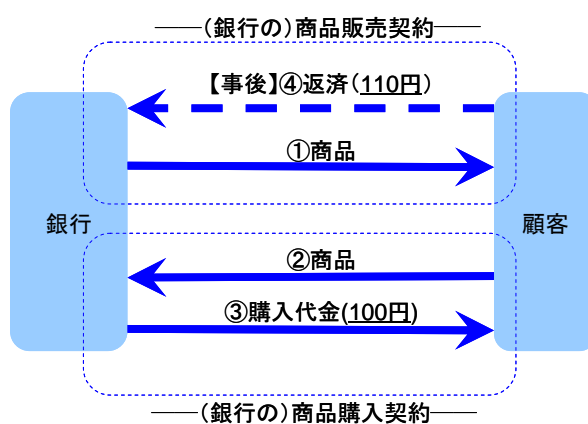 ――(銀行の)商品販売契約――
【事後】④返済(110円)
①商品
銀行
顧客
②商品
③購入代金(100円)
――(銀行の)商品購入契約――